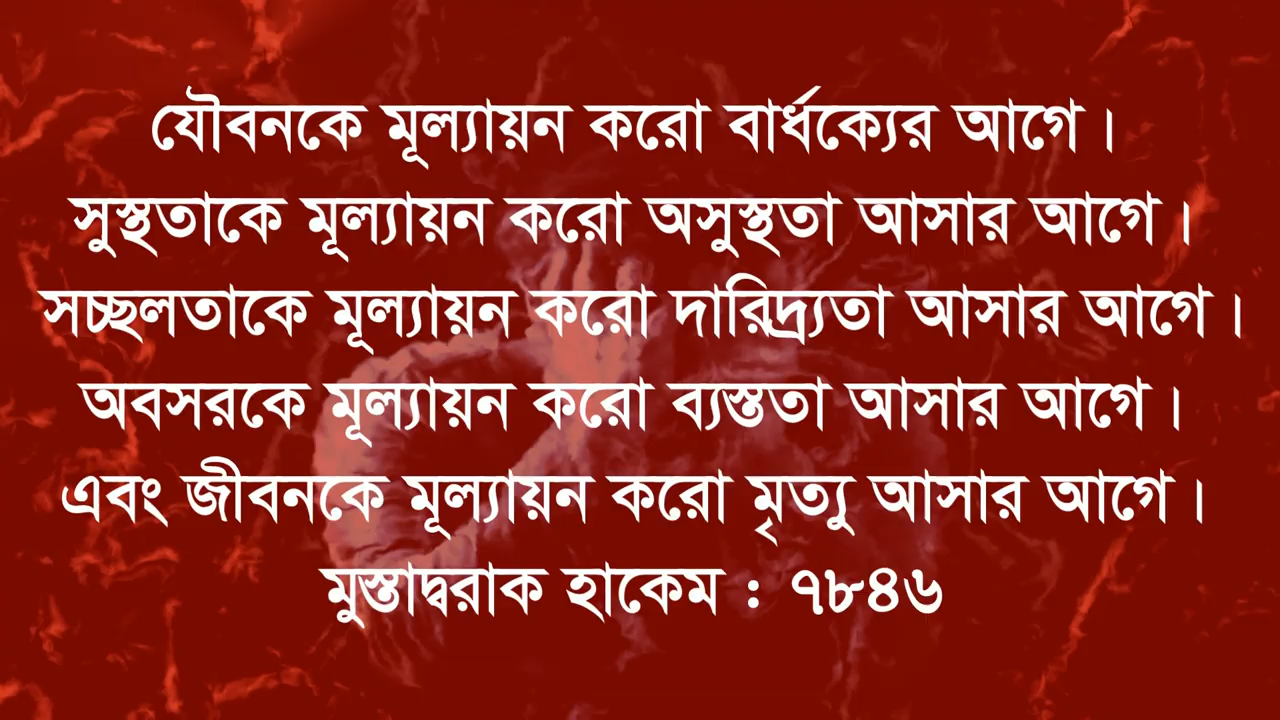 যৌবনকে মূল্যায়ন করো বার্ধক্যের আগে।
সুস্থতাকে মূল্যায়ন করো অসুস্থতা আসার আগে।
সচ্ছলতাকে মূল্যায়ন করো দারিদ্র্যতা আসার আগে।
অবসরকে মূল্যায়ন করো ব্যস্ততা আসার আগে।
এবং জীবনকে মূল্যায়ন করো মৃত্যু আসার আগে।
মুস্তাদ্বরাক হাকেম : ৭৮৪৬